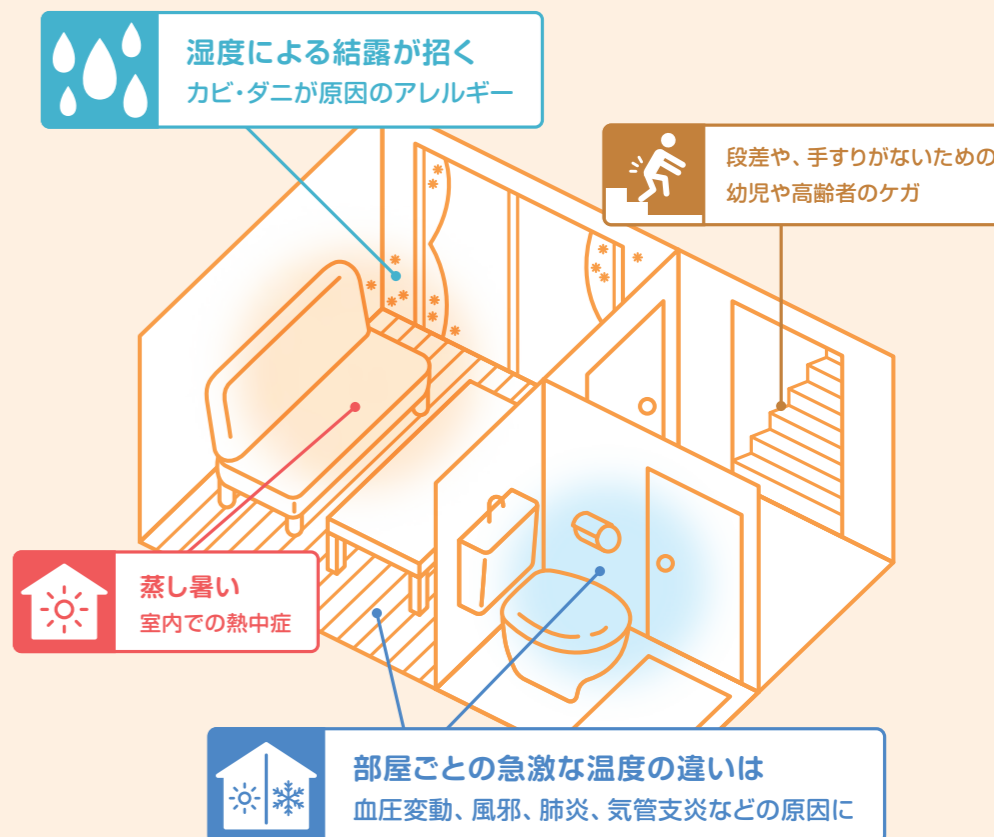 湿度による結露が招く
カビ・ダニが原因のアレルギー
段差や、手すりがないための
幼児や高齢者のケガ
蒸し暑い
室内での熱中症
部屋ごとの急激な温度の違いは
血圧変動、風邪、肺炎、気管支炎などの原因に